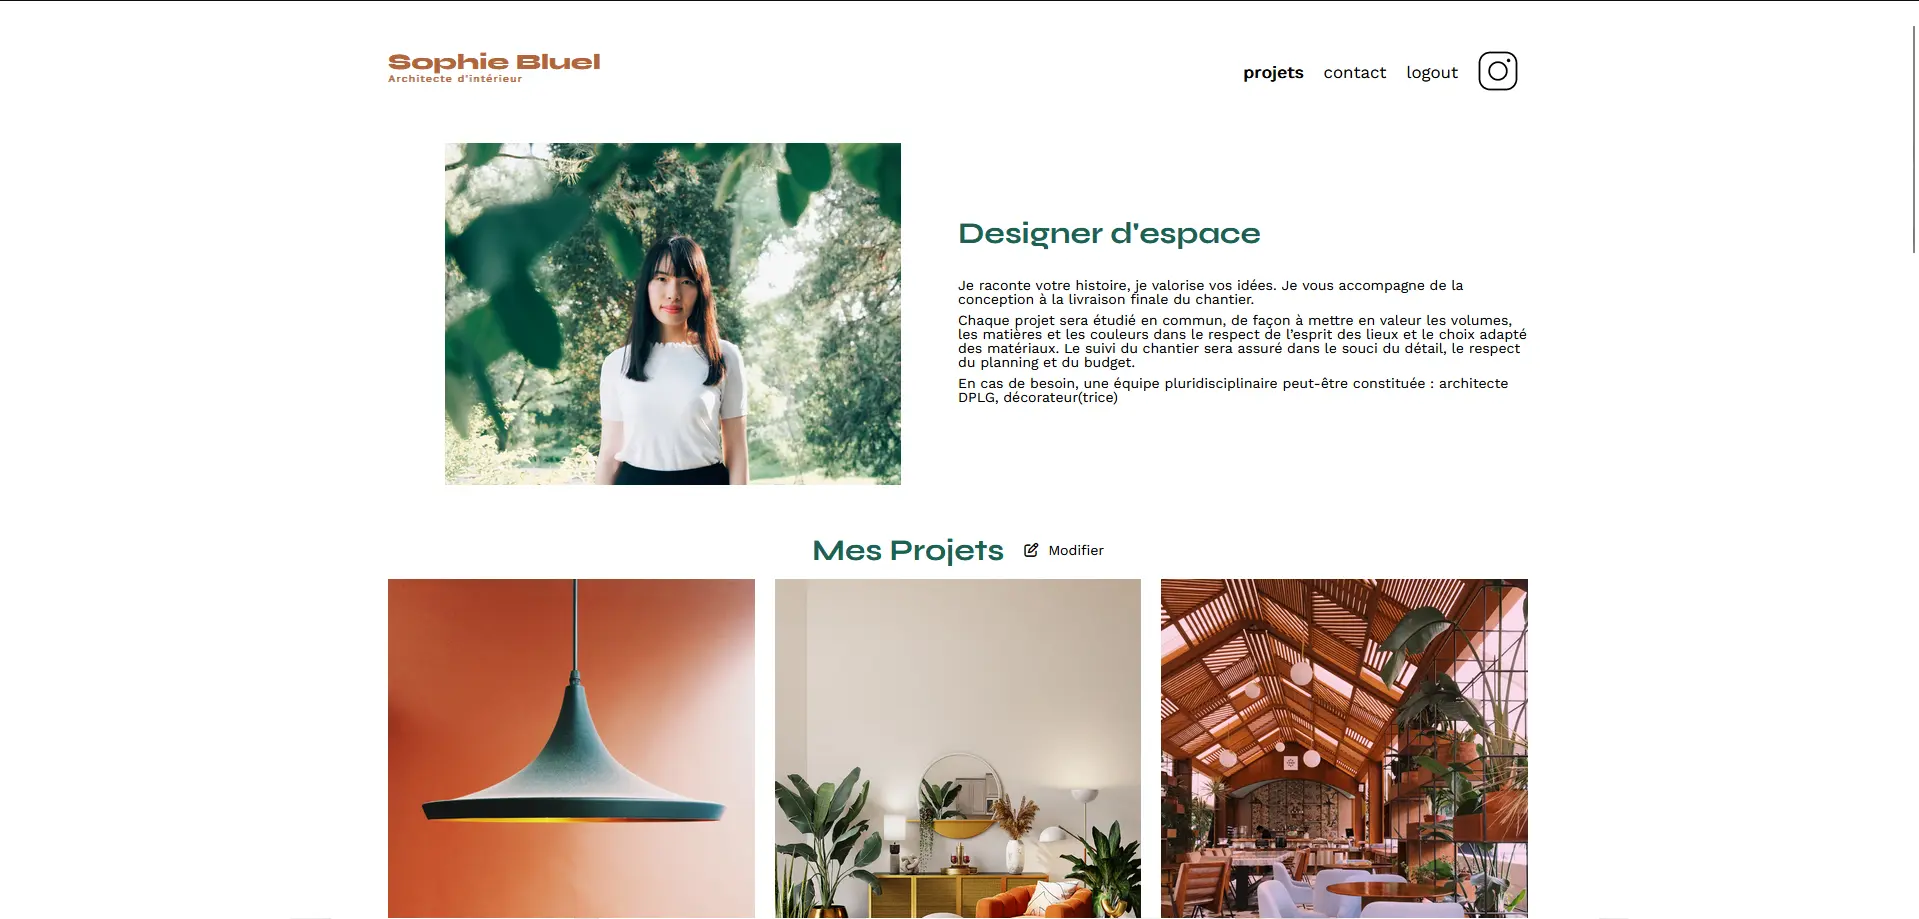 Sophie Bluel
Architecte d'intérieur
projets
contact
logout
Designer d'espace
Je raconte votre histoire, je valorise vos idées. Je vous accompagne de la
conception à la livraison finale du chantier.
Chaque projet sera étudié en commun, de façon à mettre en valeur les volumes,
les matières et les couleurs dans le respect de l’esprit des lieux et le choix adapté
des matériaux. Le suivi du chantier sera assuré dans le souci du détail, le respect
du planning et du budget.
En cas de besoin, une équipe pluridisciplinaire peut-être constituée : architecte
DPLG, décorateur(trice)
Mes Projets
Modifier